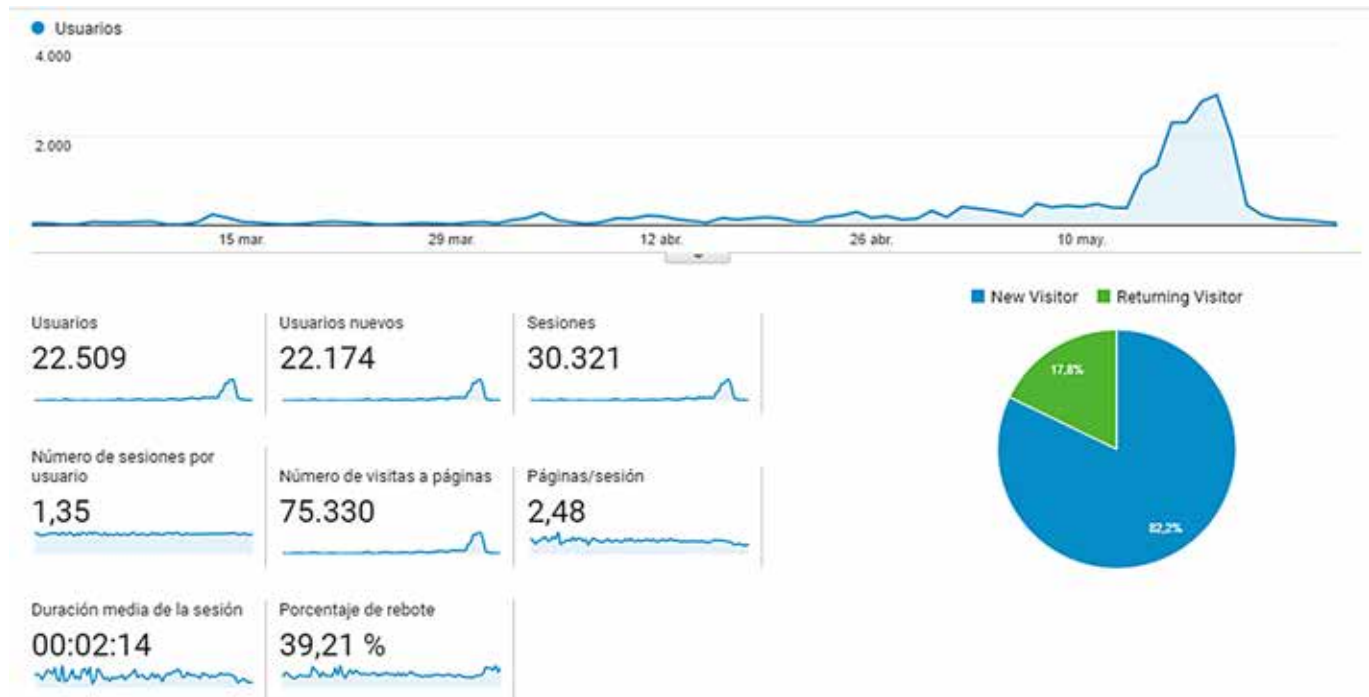 Usuarios
4.000
2.000
15 mar.
29 mar.
12 abr.
26 abr.
10 may.
New Visitor
Returning Visitor
Usuarios
22.509
Usuarios nuevos
22.174
Sesiones
30.321
Número de sesiones por
usuario
1,35
Número de visitas a páginas
75.330
Páginas/sesión
2,48
17,8%
82,2%
Duración media de la sesión
00:02:14
Porcentaje de rebote
39,21 %